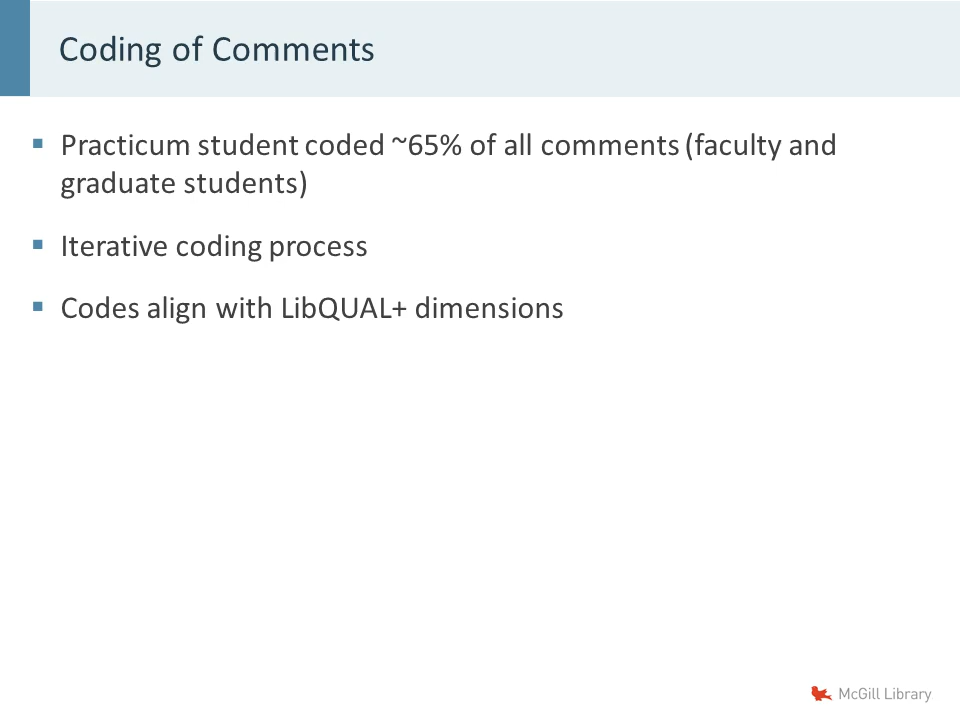 Coding of Comments
▪ Practicum student coded ~65% of all comments (faculty and
graduate students)
▪ Iterative coding process
▪ Codes align with LibQUAL+ dimensions
McGill Library